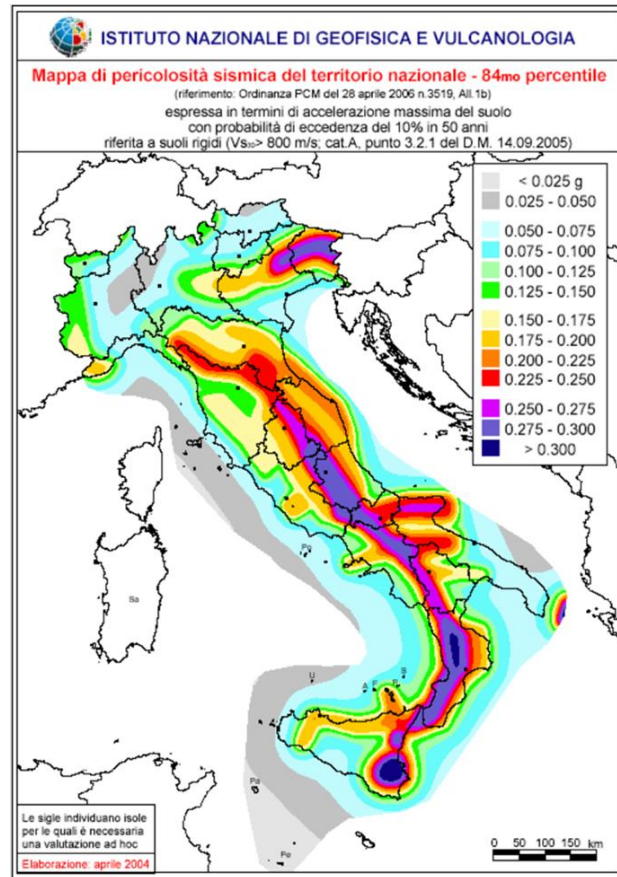 ISTITUTO NAZIONALE DI GEOFISICA E VULCANOLOGIA
Mappa di pericolosità sismica del territorio nazionale - 84mo percentile
(riferimento: Ordinanza PCM del 28 aprile 2006 n.3519, All.1b)
espressa in termini di accelerazione massima del suolo
con probabilità di eccedenza del 10% in 50 anni
riferita a suoli rigidi (Vs30> 800 m/s; cat.A, punto 3.2.1 del D.M. 14.09.2005)
< 0.025 g
0.025 - 0.050
0.050 - 0.075
0.075 - 0.100
0.100 - 0.125
0.125 - 0.150
0.150 - 0.175
0.175 - 0.200
0.200 - 0.225
0.225 - 0.250
0.250 - 0.275
0.275 - 0.300
> 0.300
Po
Sa
U
A
F
P
S
Pa
Pe
Le sigle individuano isole
per le quali è necessaria
una valutazione ad hoc
Elaborazione: aprile 2004
0 50 100 150 km